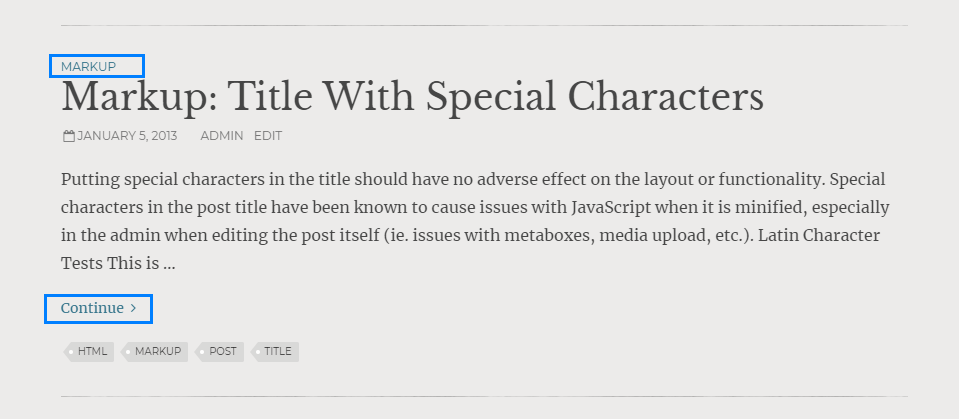 MARKUP
Markup: Title With Special Characters
JANUARY 5, 2013 ADMIN EDIT
Putting special characters in the title should have no adverse effect on the layout or functionality. Special
characters in the post title have been known to cause issues with JavaScript when it is minified, especially
in the admin when editing the post itself (ie. issues with metaboxes, media upload, etc.). Latin Character
Tests This is ...
Continue >
HTML MARKUP POST TITLE